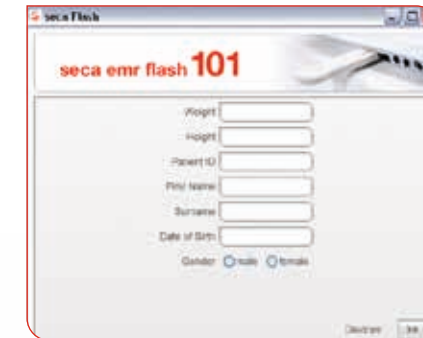 seca Flash
seca emr flash 101
Weight
Height
Patient ID
First Name
Surname
Date of Birth
Gender male female
Devices >>